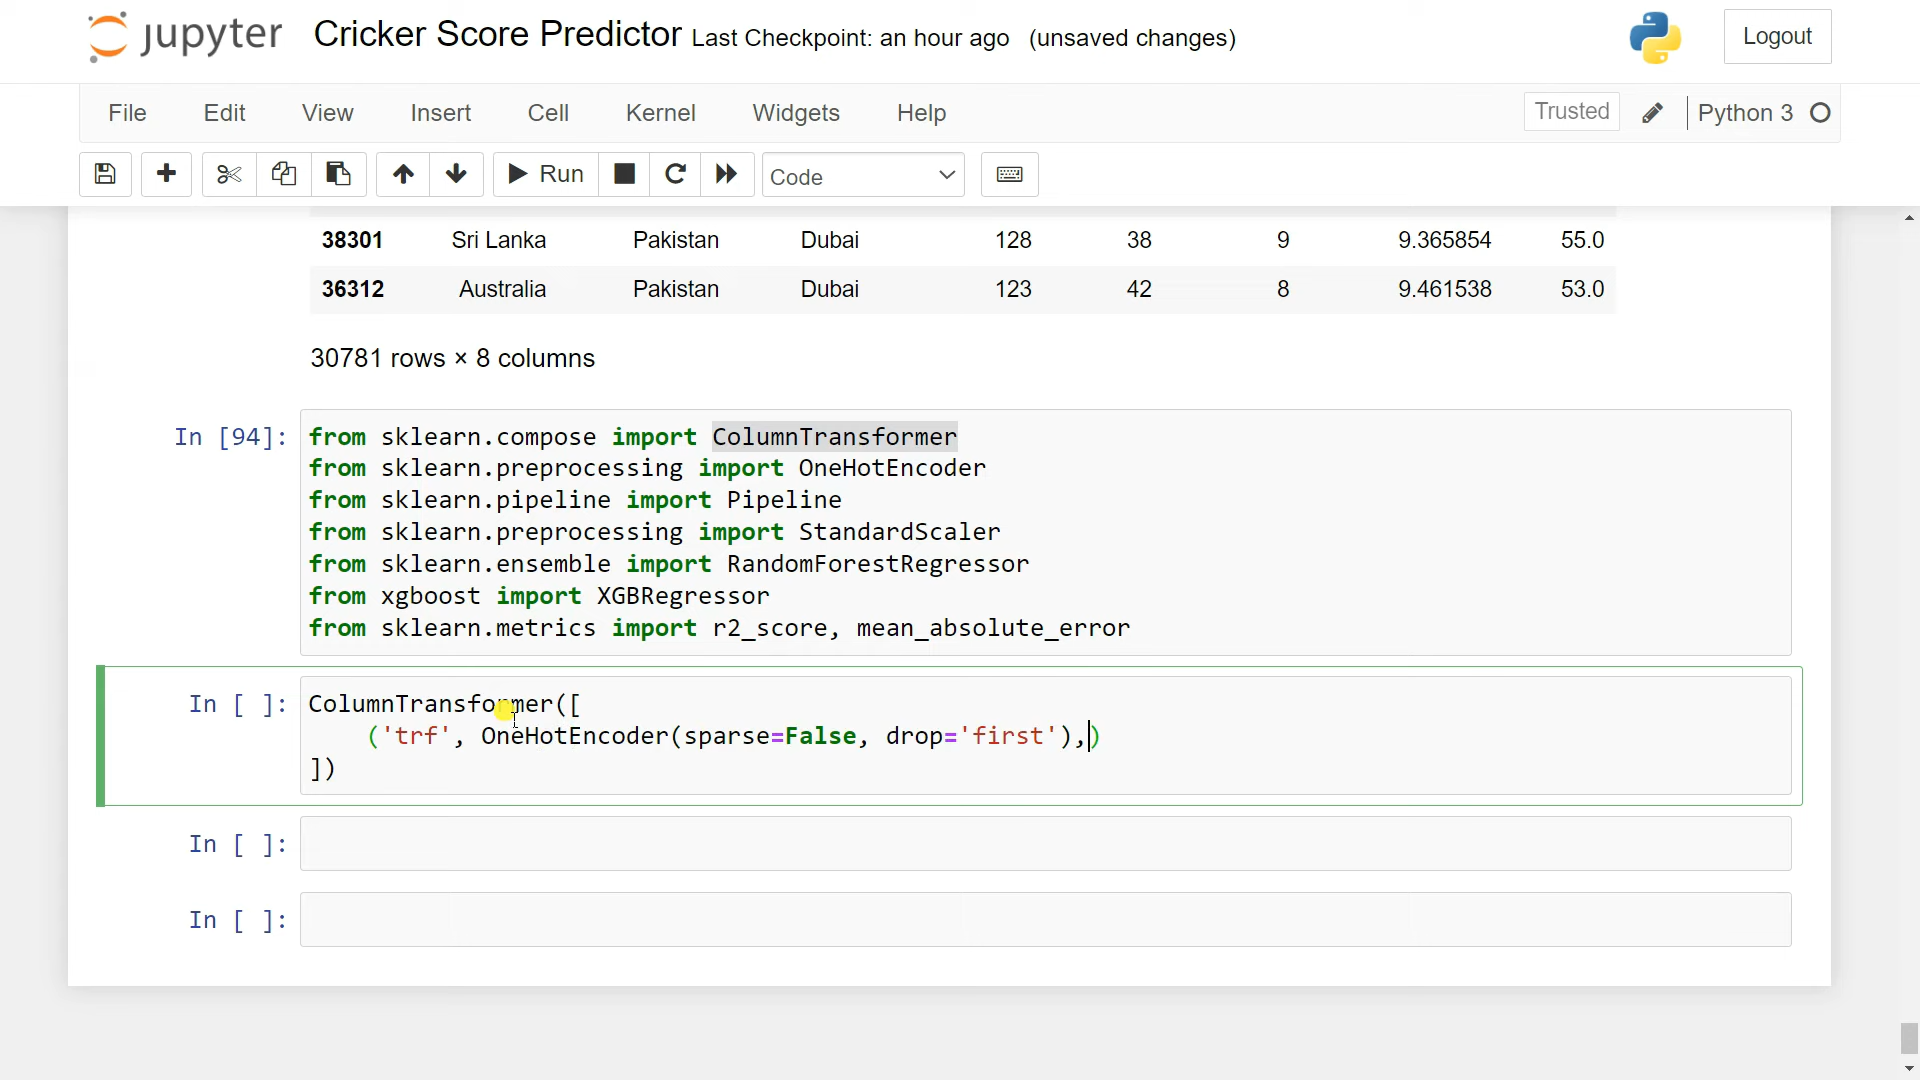 jupyter Cricker Score Predictor Last Checkpoint: an hour ago (unsaved changes) Logout
File Edit View Insert Cell Kernel Widgets Help Trusted Python 3
Run Code
38301 Sri Lanka Pakistan Dubai 128 38 9 9.365854 55.0
36312 Australia Pakistan Dubai 123 42 8 9.461538 53.0
30781 rows × 8 columns
In [94]: from sklearn.compose import ColumnTransformer
from sklearn.preprocessing import OneHotEncoder
from sklearn.pipeline import Pipeline
from sklearn.preprocessing import StandardScaler
from sklearn.ensemble import RandomForestRegressor
from xgboost import XGBRegressor
from sklearn.metrics import r2_score, mean_absolute_error
In [ ]: ColumnTransformer([
('trf', OneHotEncoder(sparse=False, drop='first'),)
])
In [ ]:
In [ ]: